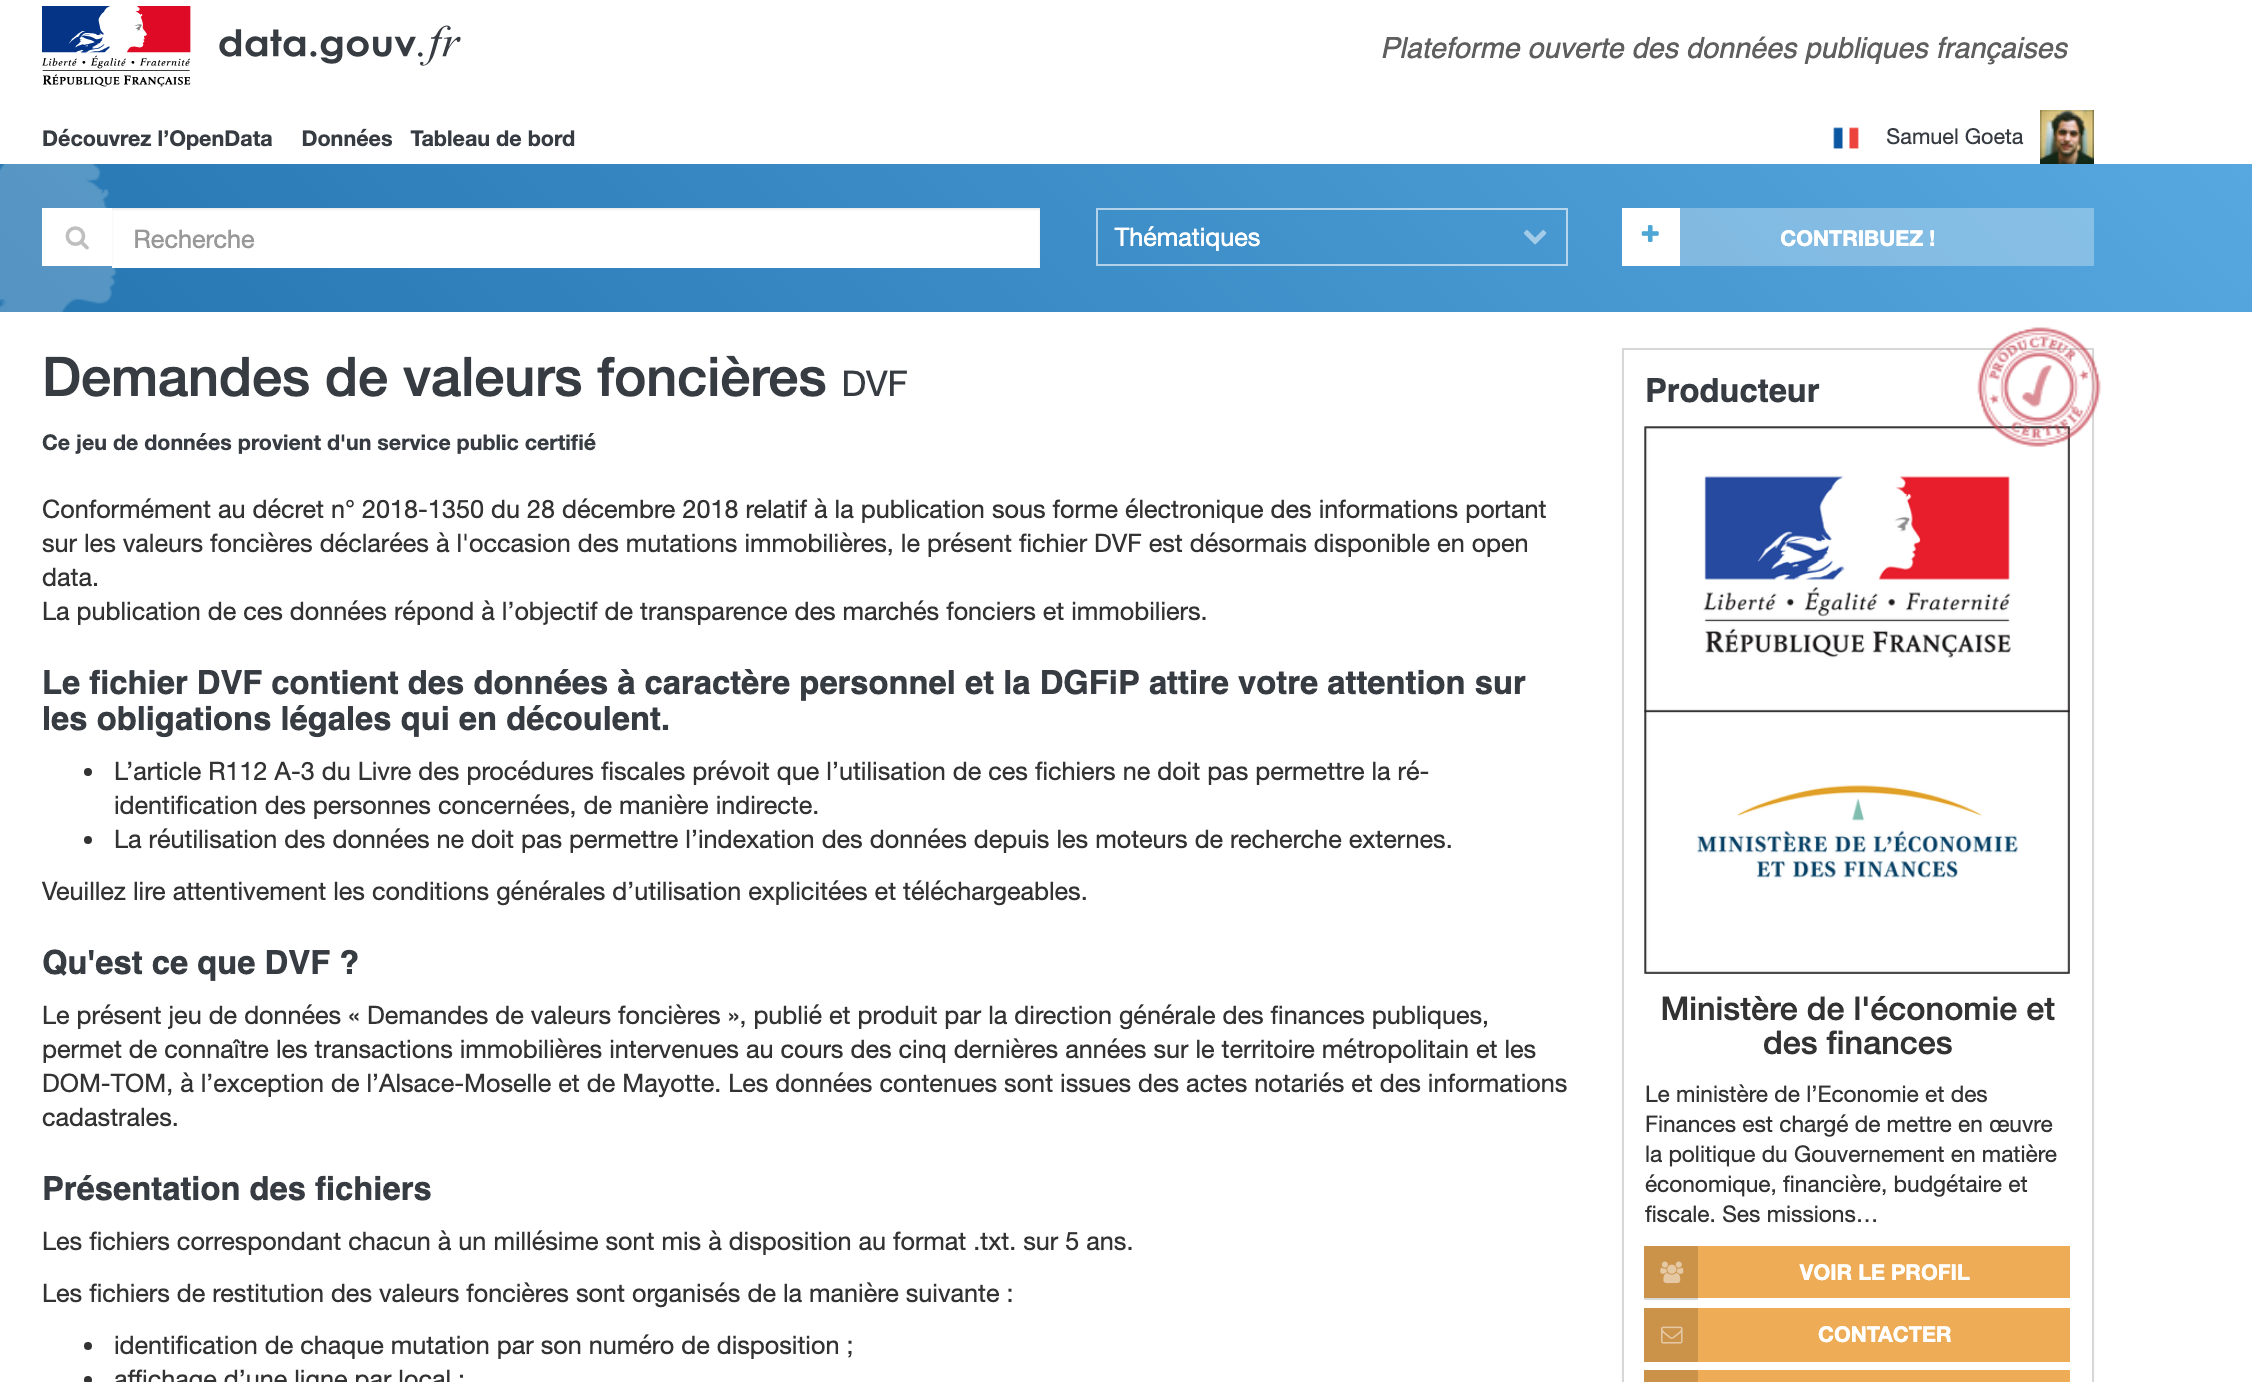 Liberté • Égalité • Fraternité
RÉPUBLIQUE FRANÇAISE
data.gouv.fr
Plateforme ouverte des données publiques françaises
Découvrez l’OpenData Données Tableau de bord
Samuel Goeta
Recherche
Thématiques
+ CONTRIBUEZ !
Demandes de valeurs foncières DVF
Ce jeu de données provient d'un service public certifié
Conformément au décret n° 2018-1350 du 28 décembre 2018 relatif à la publication sous forme électronique des informations portant
sur les valeurs foncières déclarées à l'occasion des mutations immobilières, le présent fichier DVF est désormais disponible en open
data.
La publication de ces données répond à l’objectif de transparence des marchés fonciers et immobiliers.
Le fichier DVF contient des données à caractère personnel et la DGFiP attire votre attention sur
les obligations légales qui en découlent.
• L’article R112 A-3 du Livre des procédures fiscales prévoit que l’utilisation de ces fichiers ne doit pas permettre la ré-
identification des personnes concernées, de manière indirecte.
• La réutilisation des données ne doit pas permettre l’indexation des données depuis les moteurs de recherche externes.
Veuillez lire attentivement les conditions générales d’utilisation explicitées et téléchargeables.
Qu'est ce que DVF ?
Le présent jeu de données « Demandes de valeurs foncières », publié et produit par la direction générale des finances publiques,
permet de connaître les transactions immobilières intervenues au cours des cinq dernières années sur le territoire métropolitain et les
DOM-TOM, à l’exception de l’Alsace-Moselle et de Mayotte. Les données contenues sont issues des actes notariés et des informations
cadastrales.
Présentation des fichiers
Les fichiers correspondant chacun à un millésime sont mis à disposition au format .txt. sur 5 ans.
Les fichiers de restitution des valeurs foncières sont organisés de la manière suivante :
• identification de chaque mutation par son numéro de disposition ;
• affichage d’une ligne par local ;
Producteur
PRODUCTEUR
CERTIFIÉ
Liberté • Égalité • Fraternité
RÉPUBLIQUE FRANÇAISE
MINISTÈRE DE L’ÉCONOMIE
ET DES FINANCES
Ministère de l'économie et
des finances
Le ministère de l’Economie et des
Finances est chargé de mettre en œuvre
la politique du Gouvernement en matière
économique, financière, budgétaire et
fiscale. Ses missions…
VOIR LE PROFIL
CONTACTER